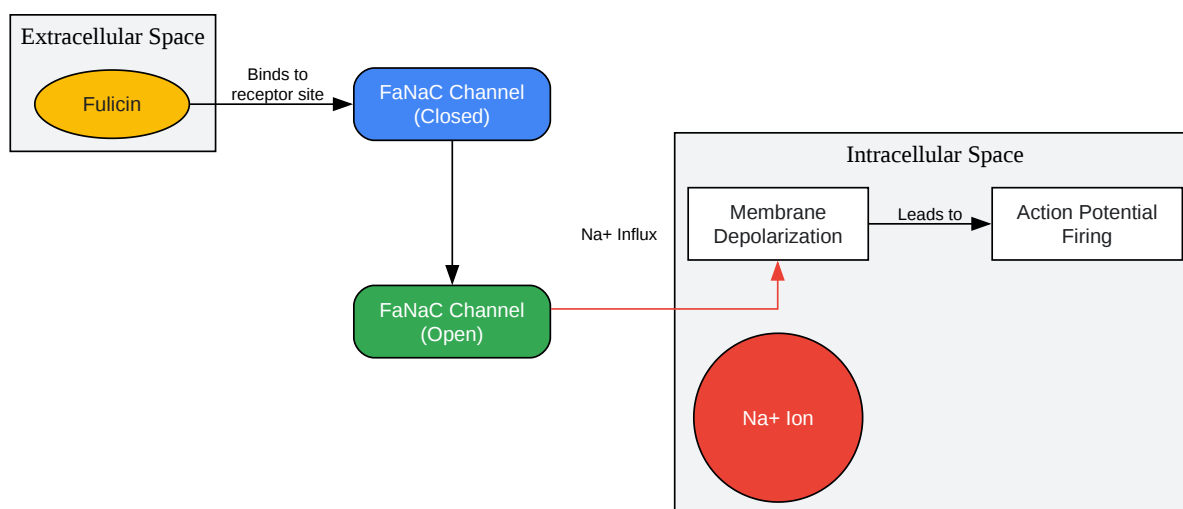 Extracellular Space
Fulicin
Binds to
receptor site
FaNaC Channel
(Closed)
Intracellular Space
Membrane
Depolarization
Leads to
Action Potential
Firing
Na+ Influx
FaNaC Channel
(Open)
Na+ Ion